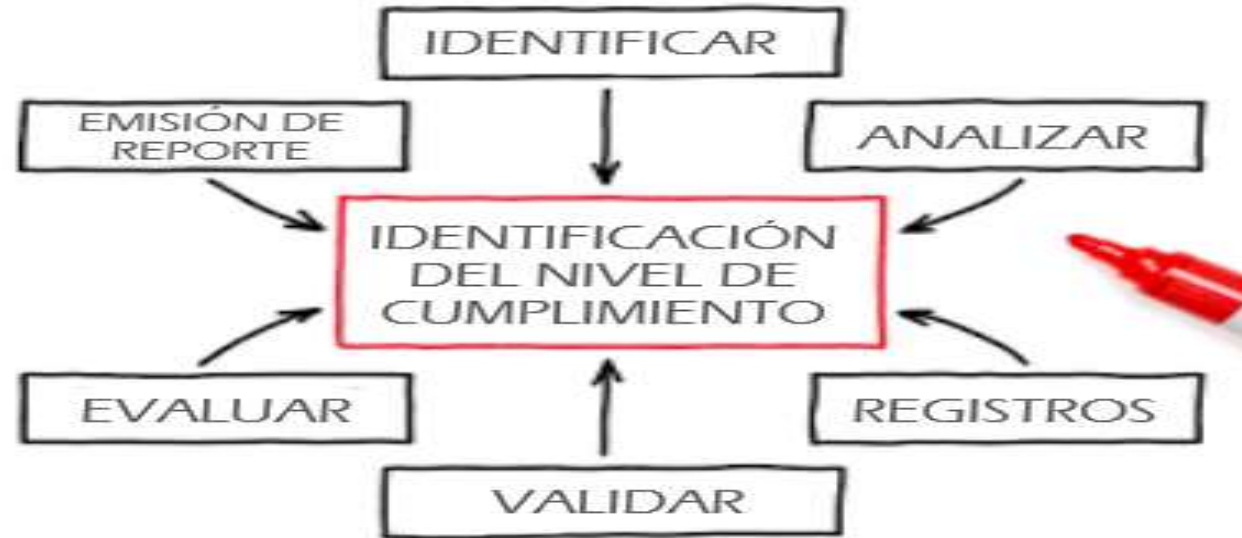 IDENTIFICAR
EMISIÓN DE
REPORTE
ANALIZAR
IDENTIFICACIÓN
DEL NIVEL DE
CUMPLIMIENTO
EVALUAR
REGISTROS
VALIDAR